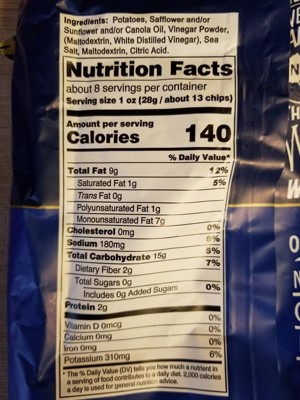 Ingredients: Potatoes, Safflower and/or
Sunflower and/or Canola Oil, Vinegar Powder,
(Maltodextrin, White Distilled Vinegar), Sea
Salt, Maltodextrin, Citric Acid.
Nutrition Facts
about 8 servings per container
Serving size 1 oz (28g / about 13 chips)
Amount per serving
Calories 140
% Daily Value*
Total Fat 9g 12%
Saturated Fat 1g 5%
Trans Fat 0g
Polyunsaturated Fat 1g
Monounsaturated Fat 7g
Cholesterol 0mg 0%
Sodium 180mg 8%
Total Carbohydrate 15g 5%
Dietary Fiber 2g 7%
Total Sugars 0g
Includes 0g Added Sugars 0%
Protein 2g
Vitamin D 0mcg 0%
Calcium 0mg 0%
Iron 0mg 0%
Potassium 310mg 6%
* The % Daily Value (DV) tells you how much a nutrient in
a serving of food contributes to a daily diet. 2,000 calories
a day is used for general nutrition advice.